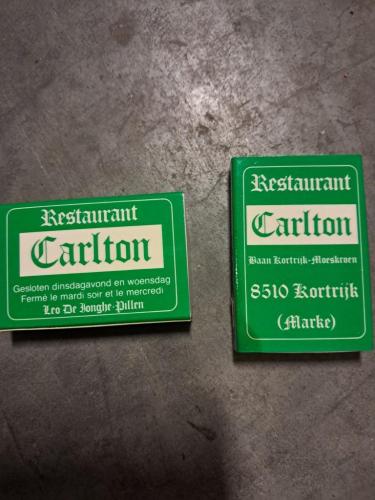 Restaurant
Carlton
Gesloten dinsdagavond en woensdag
Fermé le mardi soir et le mercredi
Leo De Jonghe-Pillen
Restaurant
Carlton
Baan Kortrijk-Moeskroen
8510 Kortrijk
(Marke)